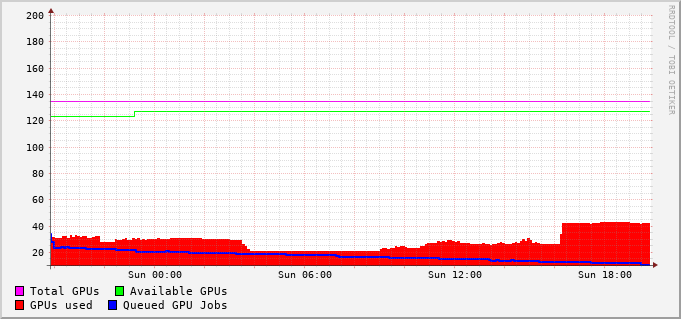 200
180
160
140
120
100
80
60
40
20
Sun 00:00 Sun 06:00 Sun 12:00 Sun 18:00
Total GPUs Available GPUs
GPUs used Queued GPU Jobs
RRDTOOL / TOBI OETIKER